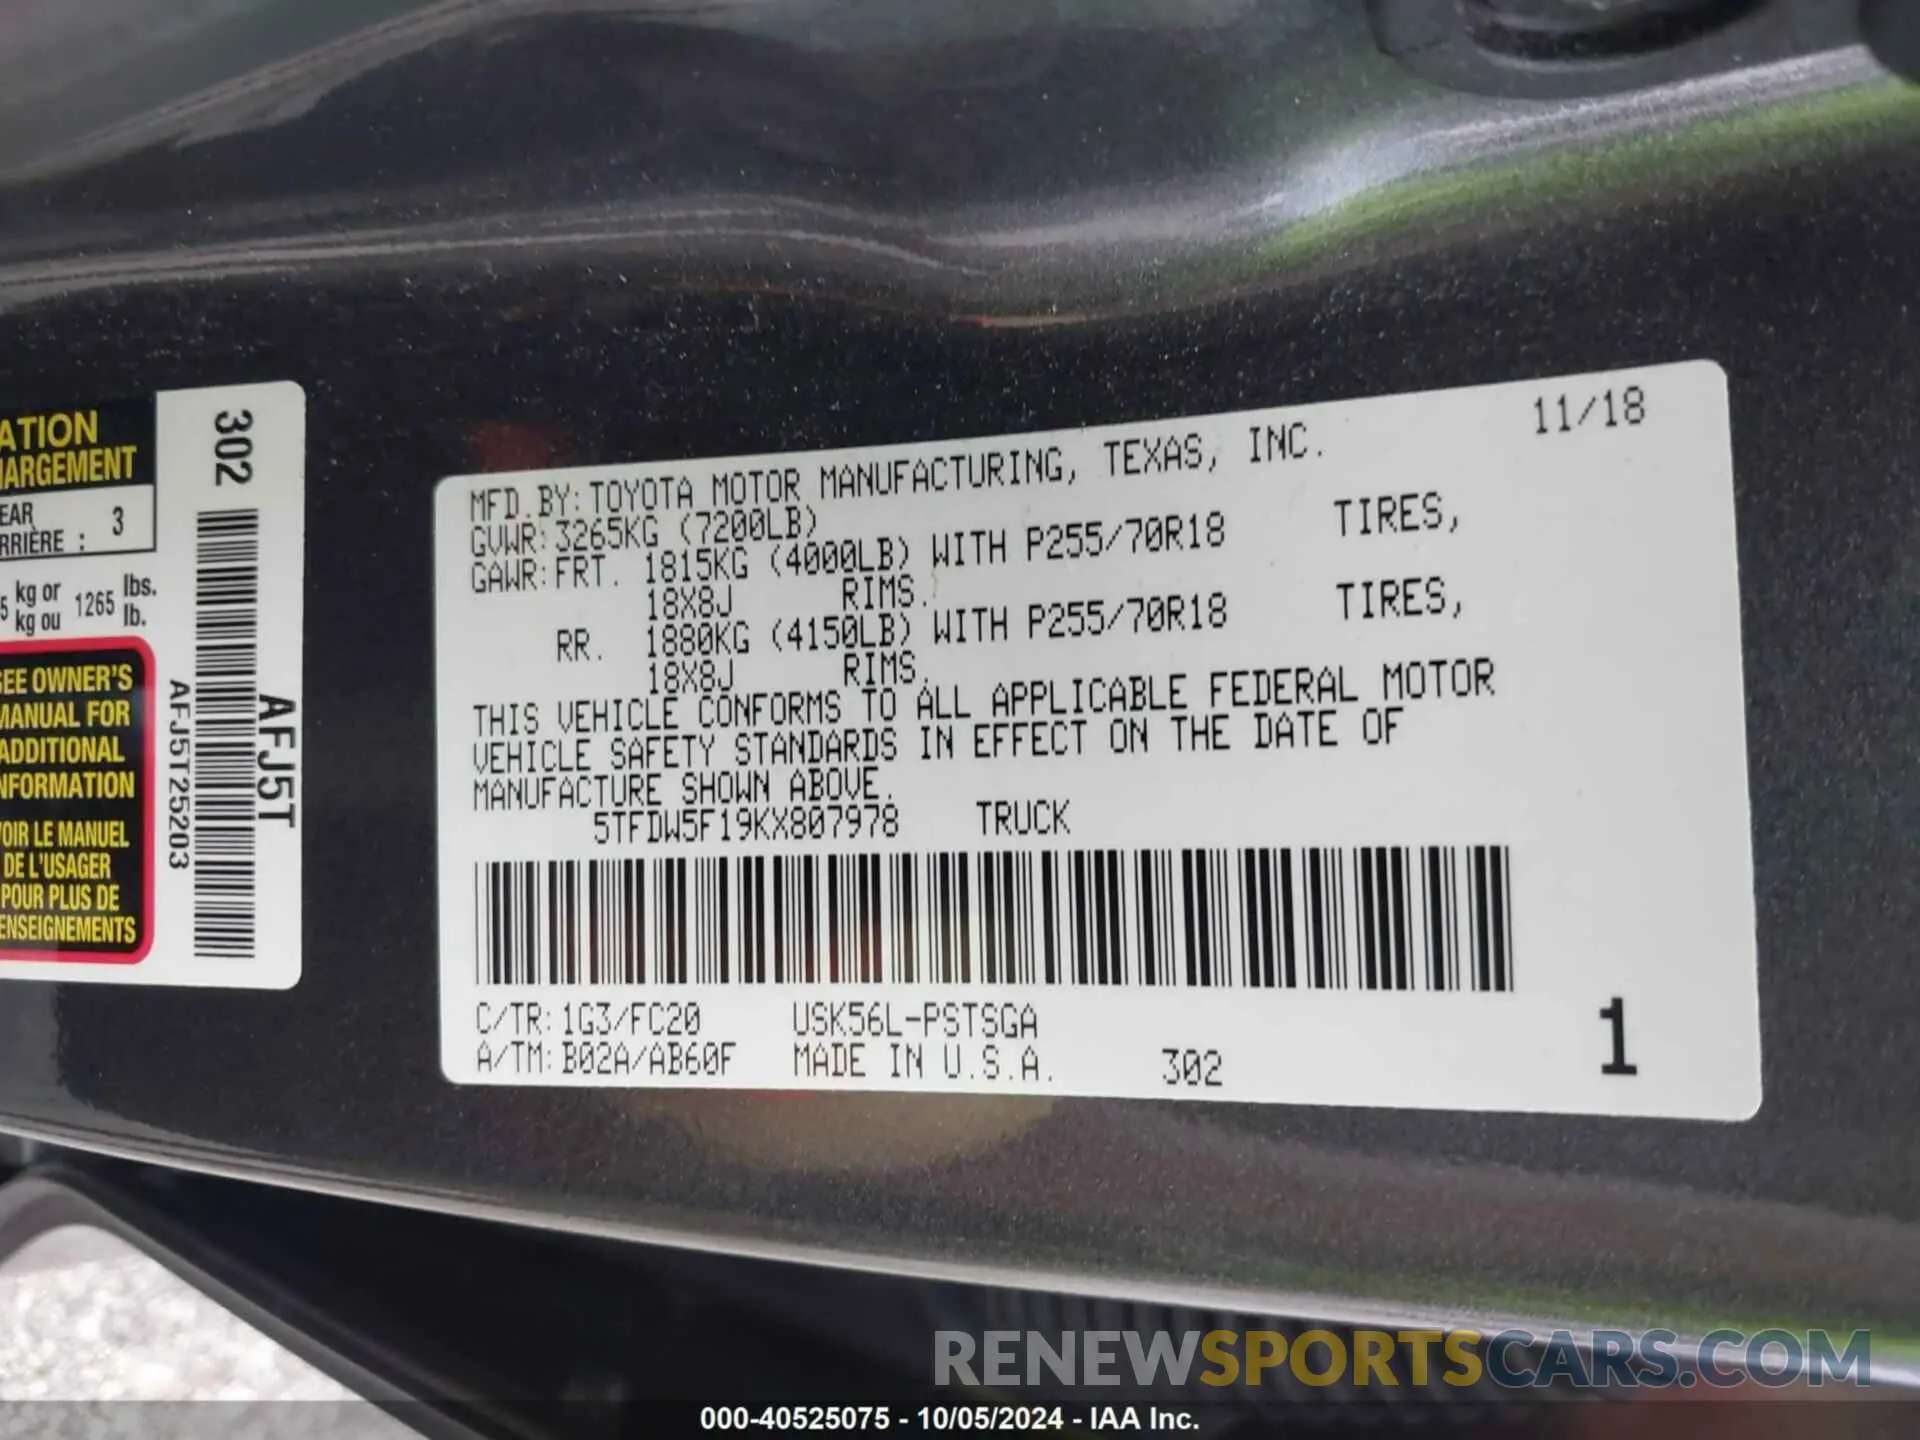 ATION
HARGEMENT
EAR
RRIÈRE : 3
5 kg or 1265 lbs.
kg ou lb.
SEE OWNER'S
MANUAL FOR
ADDITIONAL
INFORMATION
VOIR LE MANUEL
DE L'USAGER
POUR PLUS DE
RENSEIGNEMENTS
302
AFJ5T
AFJ5T25203
11/18
MFD.BY:TOYOTA MOTOR MANUFACTURING, TEXAS, INC.
GVWR:3265KG (7200LB)
GAWR:FRT. 1815KG (4000LB) WITH P255/70R18 TIRES,
18X8J RIMS.
RR. 1880KG (4150LB) WITH P255/70R18 TIRES,
18X8J RIMS.
THIS VEHICLE CONFORMS TO ALL APPLICABLE FEDERAL MOTOR
VEHICLE SAFETY STANDARDS IN EFFECT ON THE DATE OF
MANUFACTURE SHOWN ABOVE.
5TFDW5F19KX807978 TRUCK
C/TR:1G3/FC20 USK56L-PSTSGA
A/TM:B02A/AB60F MADE IN U.S.A. 302
1
RENEWSPORTSCARS.COM
000-40525075 - 10/05/2024 - IAA Inc.